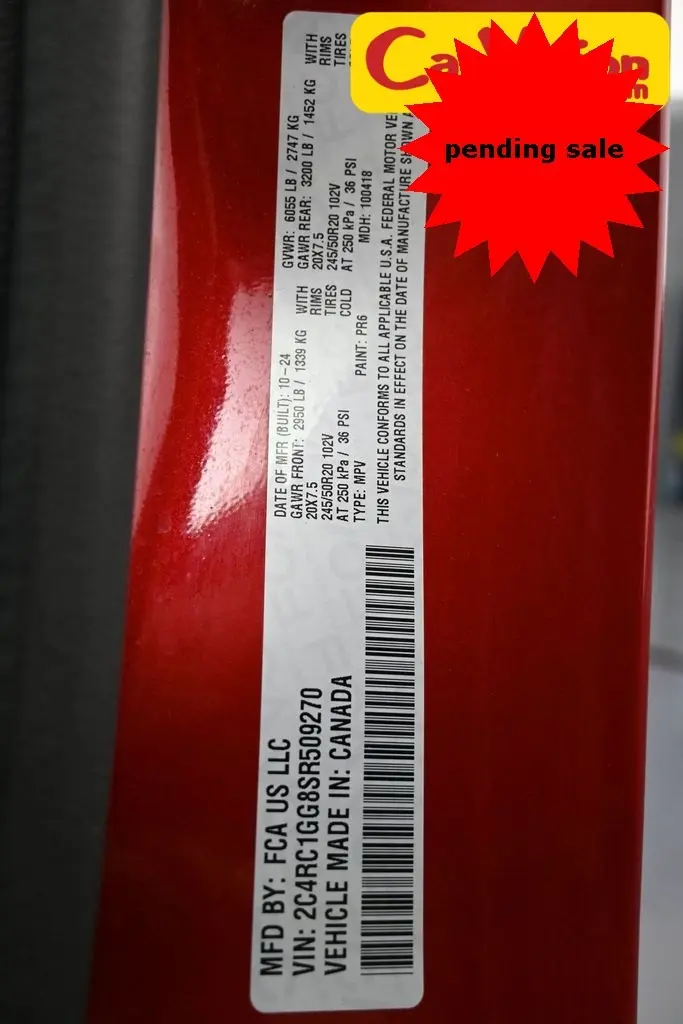 MFD BY: FCA US LLC
VIN: 2C4RC1GG8SR509270
VEHICLE MADE IN: CANADA
DATE OF MFR (BUILT): 10-24
GAWR FRONT: 2950 LB / 1339 KG WITH
20X7.5 RIMS
245/50R20 102V TIRES
AT 250 kPa / 36 PSI COLD
TYPE: MPV PAINT: PR6
GVWR: 6055 LB / 2747 KG
GAWR REAR: 3200 LB / 1452 KG WITH
20X7.5 RIMS
245/50R20 102V TIRES
AT 250 kPa / 36 PSI
MDH: 100418
THIS VEHICLE CONFORMS TO ALL APPLICABLE U.S.A. FEDERAL MOTOR
STANDARDS IN EFFECT ON THE DATE OF MANUFACTURE
pending sale